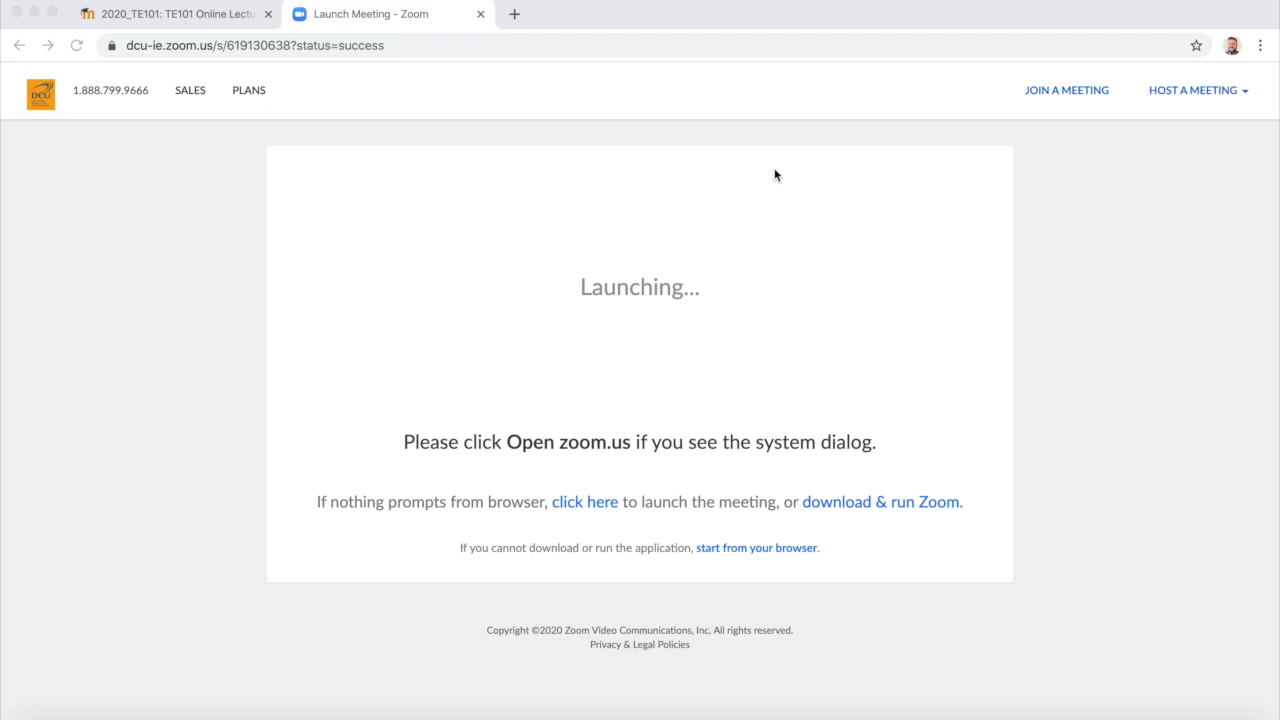 2020_TE101: TE101 Online Lectu
Launch Meeting - Zoom
dcu-ie.zoom.us/s/619130638?status=success
DCU
1.888.799.9666
SALES
PLANS
JOIN A MEETING
HOST A MEETING
Launching...
Please click Open zoom.us if you see the system dialog.
If nothing prompts from browser, click here to launch the meeting, or download & run Zoom.
If you cannot download or run the application, start from your browser.
Copyright ©2020 Zoom Video Communications, Inc. All rights reserved.
Privacy & Legal Policies